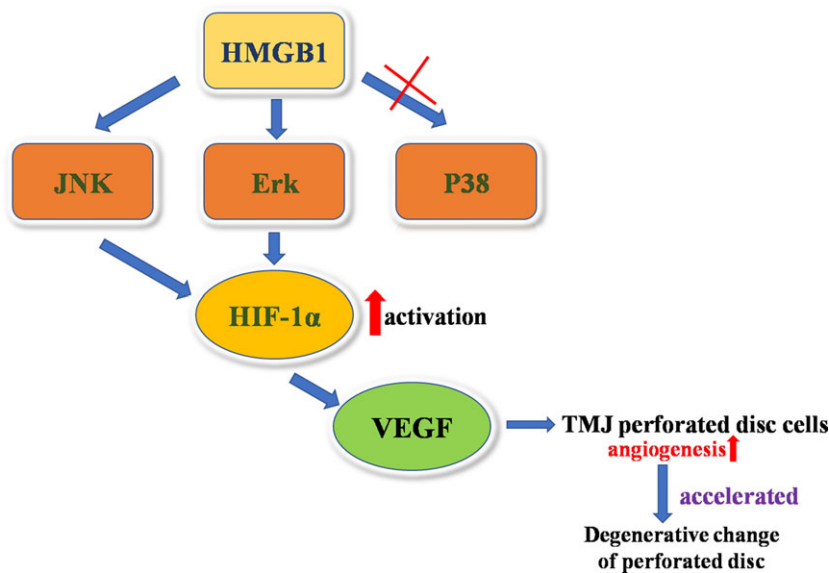 HMGB1
JNK
Erk
P38
HIF-1α
activation
VEGF
TMJ perforated disc cells
angiogenesis
accelerated
Degenerative change
of perforated disc